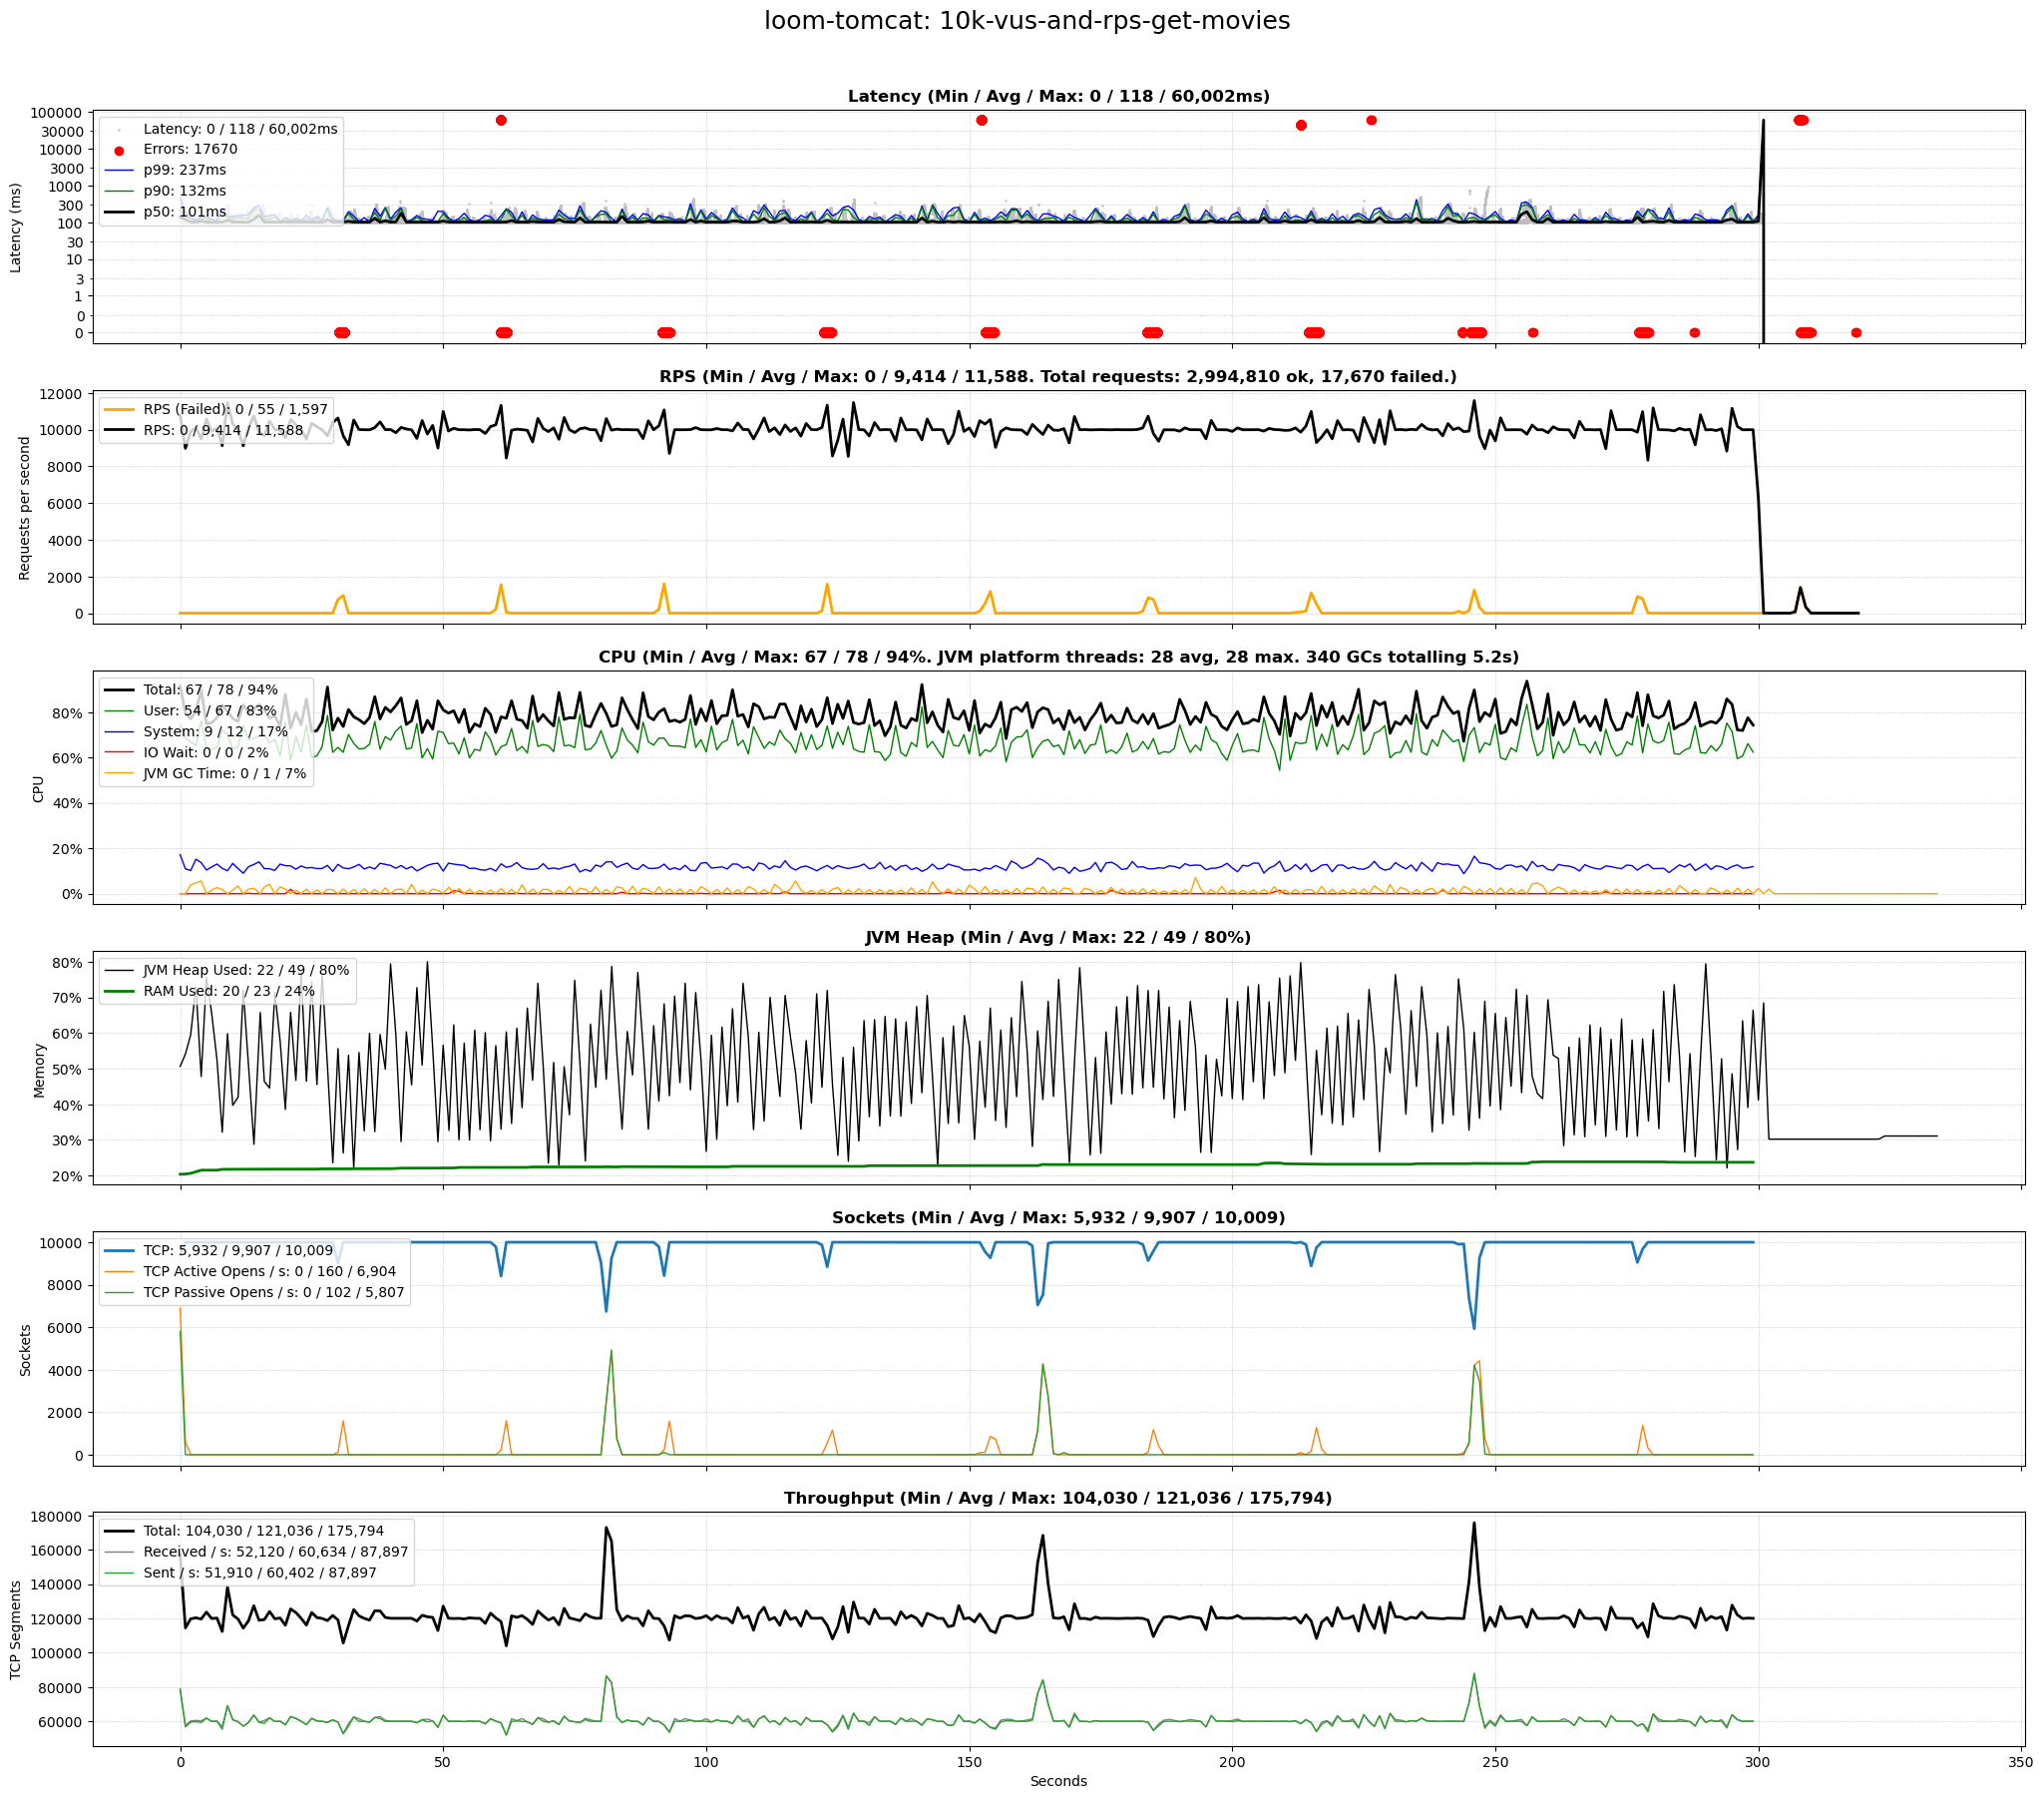 loom-tomcat: 10k-vus-and-rps-get-movies
Latency (Min / Avg / Max: 0 / 118 / 60,002ms)
Latency (ms)
100000
30000
10000
3000
1000
300
100
30
10
3
1
0
0
Latency: 0 / 118 / 60,002ms
Errors: 17670
p99: 237ms
p90: 132ms
p50: 101ms
RPS (Min / Avg / Max: 0 / 9,414 / 11,588. Total requests: 2,994,810 ok, 17,670 failed.)
Requests per second
12000
10000
8000
6000
4000
2000
0
RPS (Failed): 0 / 55 / 1,597
RPS: 0 / 9,414 / 11,588
CPU (Min / Avg / Max: 67 / 78 / 94%. JVM platform threads: 28 avg, 28 max. 340 GCs totalling 5.2s)
CPU
80%
60%
40%
20%
0%
Total: 67 / 78 / 94%
User: 54 / 67 / 83%
System: 9 / 12 / 17%
IO Wait: 0 / 0 / 2%
JVM GC Time: 0 / 1 / 7%
JVM Heap (Min / Avg / Max: 22 / 49 / 80%)
Memory
80%
70%
60%
50%
40%
30%
20%
JVM Heap Used: 22 / 49 / 80%
RAM Used: 20 / 23 / 24%
Sockets (Min / Avg / Max: 5,932 / 9,907 / 10,009)
Sockets
10000
8000
6000
4000
2000
0
TCP: 5,932 / 9,907 / 10,009
TCP Active Opens / s: 0 / 160 / 6,904
TCP Passive Opens / s: 0 / 102 / 5,807
Throughput (Min / Avg / Max: 104,030 / 121,036 / 175,794)
TCP Segments
180000
160000
140000
120000
100000
80000
60000
Total: 104,030 / 121,036 / 175,794
Received / s: 52,120 / 60,634 / 87,897
Sent / s: 51,910 / 60,402 / 87,897
0
50
100
150
200
250
300
350
Seconds